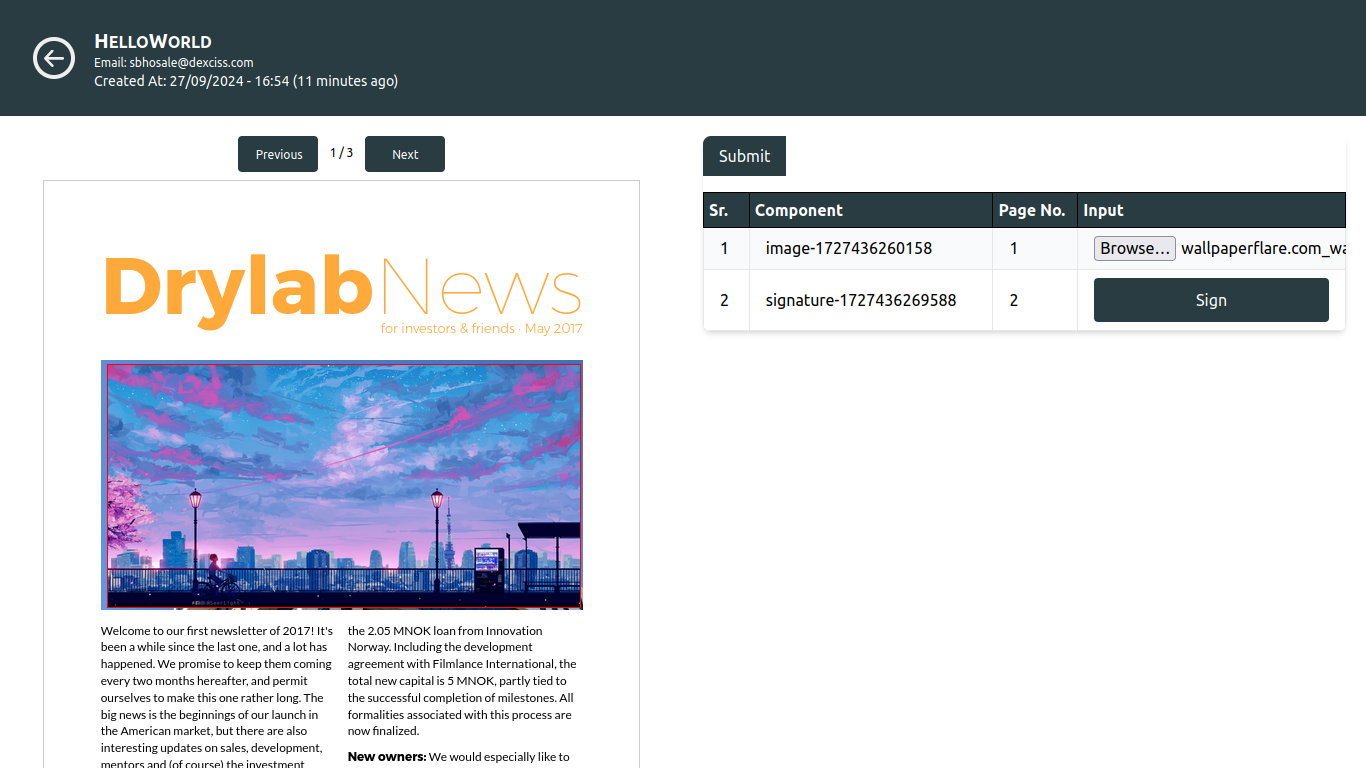 HelloWorld
Email: sbhosale@dexciss.com
Created At: 27/09/2024 - 16:54 (11 minutes ago)
Previous 1 / 3 Next
DrylabNews
for investors & friends · May 2017
Welcome to our first newsletter of 2017! It's
been a while since the last one, and a lot has
happened. We promise to keep them coming
every two months hereafter, and permit
ourselves to make this one rather long. The
big news is the beginnings of our launch in
the American market, but there are also
interesting updates on sales, development,
mentors and (of course) the investment
the 2.05 MNOK loan from Innovation
Norway. Including the development
agreement with Filmlance International, the
total new capital is 5 MNOK, partly tied to
the successful completion of milestones. All
formalities associated with this process are
now finalized.
New owners: We would especially like to
Submit
Sr. Component Page No. Input
1 image-1727436260158 1 Browse... wallpaperflare.com_wa
2 signature-1727436269588 2 Sign